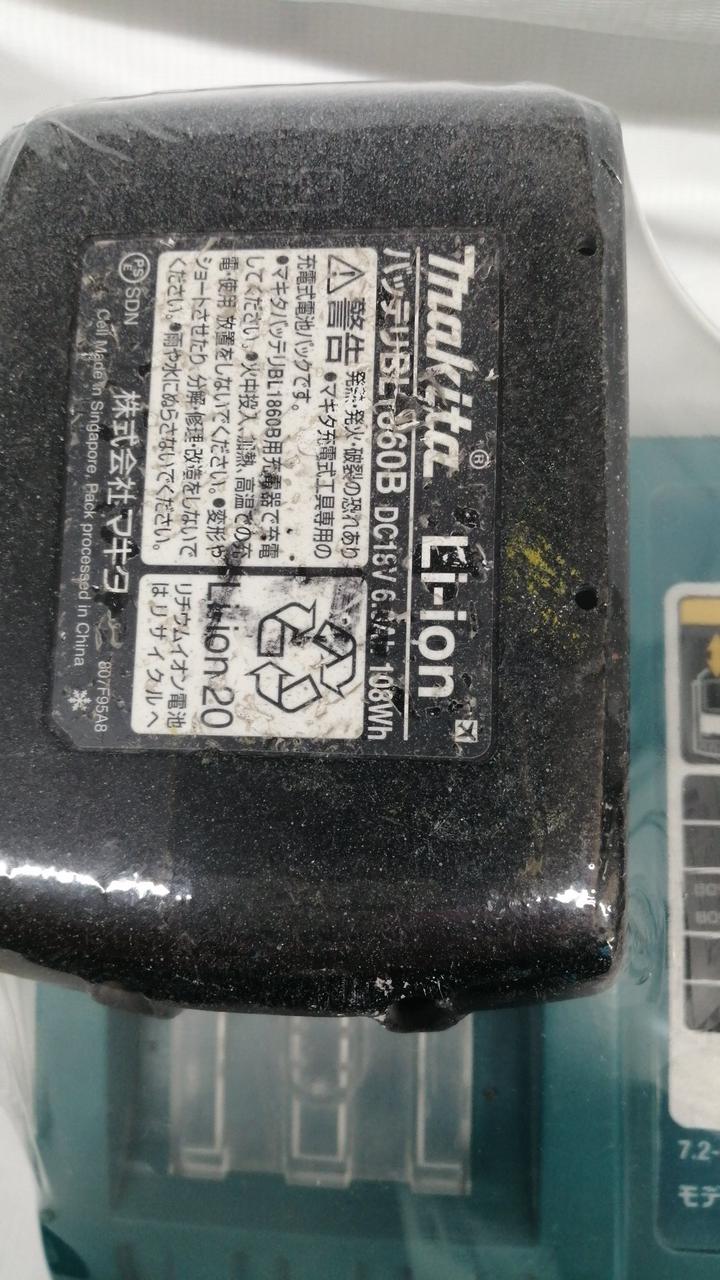 makita® Li-ion
バッテリBL1860B DC18V 6.0Ah 108Wh
警告 発熱・発火・破裂の恐れあり
●マキタ充電式工具専用の
充電式電池パックです。
●マキタバッテリBL1860B用充電器で充電
してください。●火中投入、加熱、高温での充
電・使用・放置をしないでください。●変形や
ショートさせたり、分解・修理・改造をしないで
ください。●雨や水にぬらさないでください。
Li-ion 20
リチウムイオン電池
はリサイクルへ
株式会社マキタ
PS
E
SDN
Cell Made in Singapore, Pack processed in China
807F95A8
7.2-
モデ